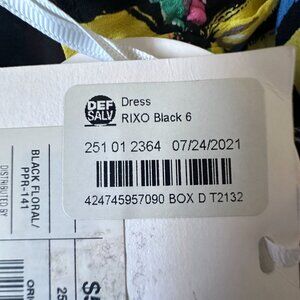 DEF
SALV
Dress
RIXO Black 6
251 01 2364 07/24/2021
424745957090 BOX D T2132
BLACK FLORAL/
PPR-141
DISTRIBUTED BY